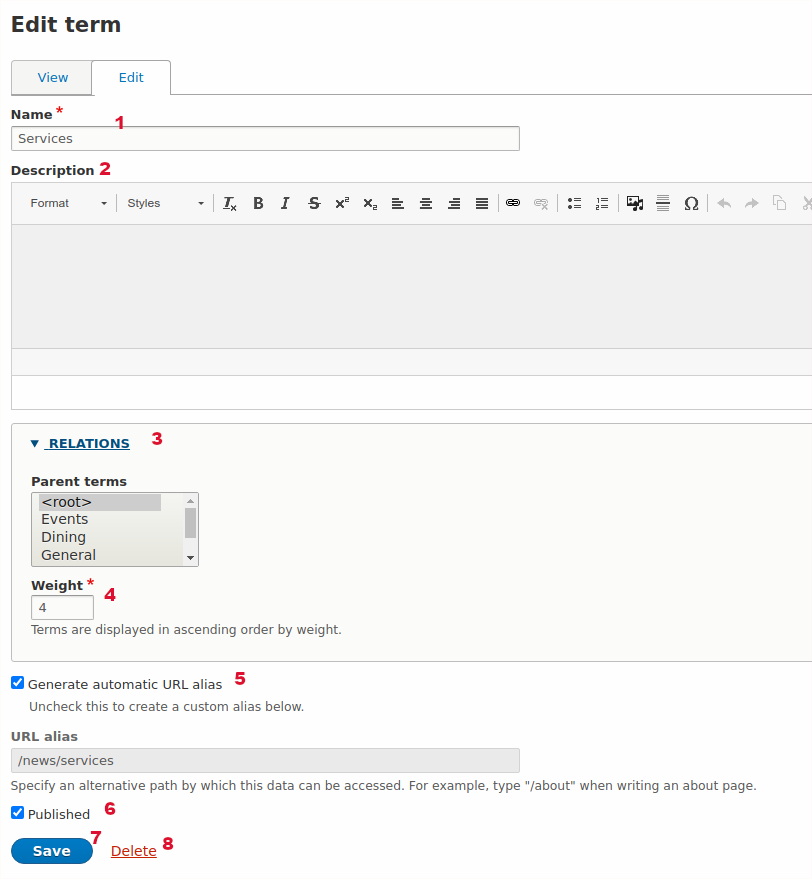 Edit term
View Edit
Name * 1
Services
Description 2
Format Styles
▼ RELATIONS 3
Parent terms
<root>
Events
Dining
General
Weight * 4
4
Terms are displayed in ascending order by weight.
Generate automatic URL alias 5
Uncheck this to create a custom alias below.
URL alias
/news/services
Specify an alternative path by which this data can be accessed. For example, type "/about" when writing an about page.
Published 6
Save 7 Delete 8